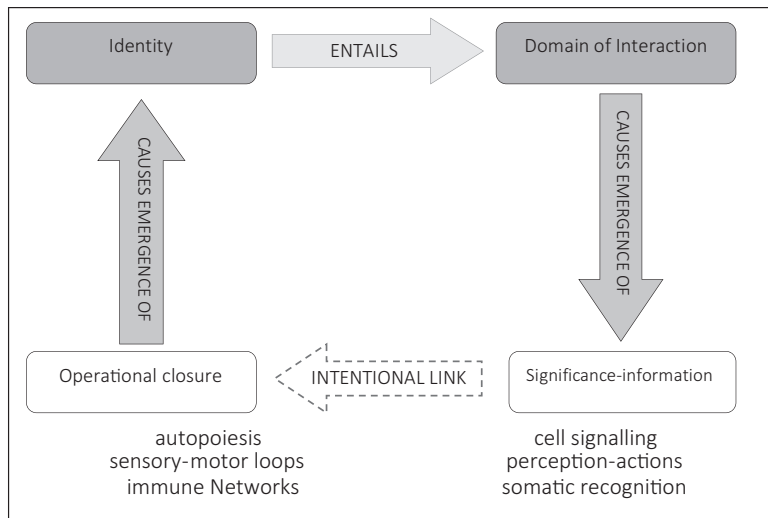 Identity
ENTAILS
Domain of Interaction
CAUSES EMERGENCE OF
CAUSES EMERGENCE OF
Operational closure
INTENTIONAL LINK
Significance-information
autopoiesis
sensory-motor loops
immune Networks
cell signalling
perception-actions
somatic recognition